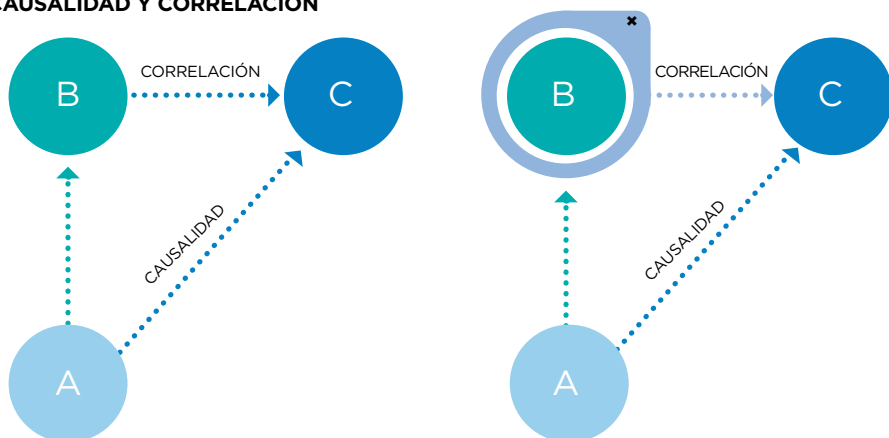 CAUSALIDAD Y CORRELACIÓN
B
CORRELACIÓN
C
CAUSALIDAD
A
B
CORRELACIÓN
C
CAUSALIDAD
A